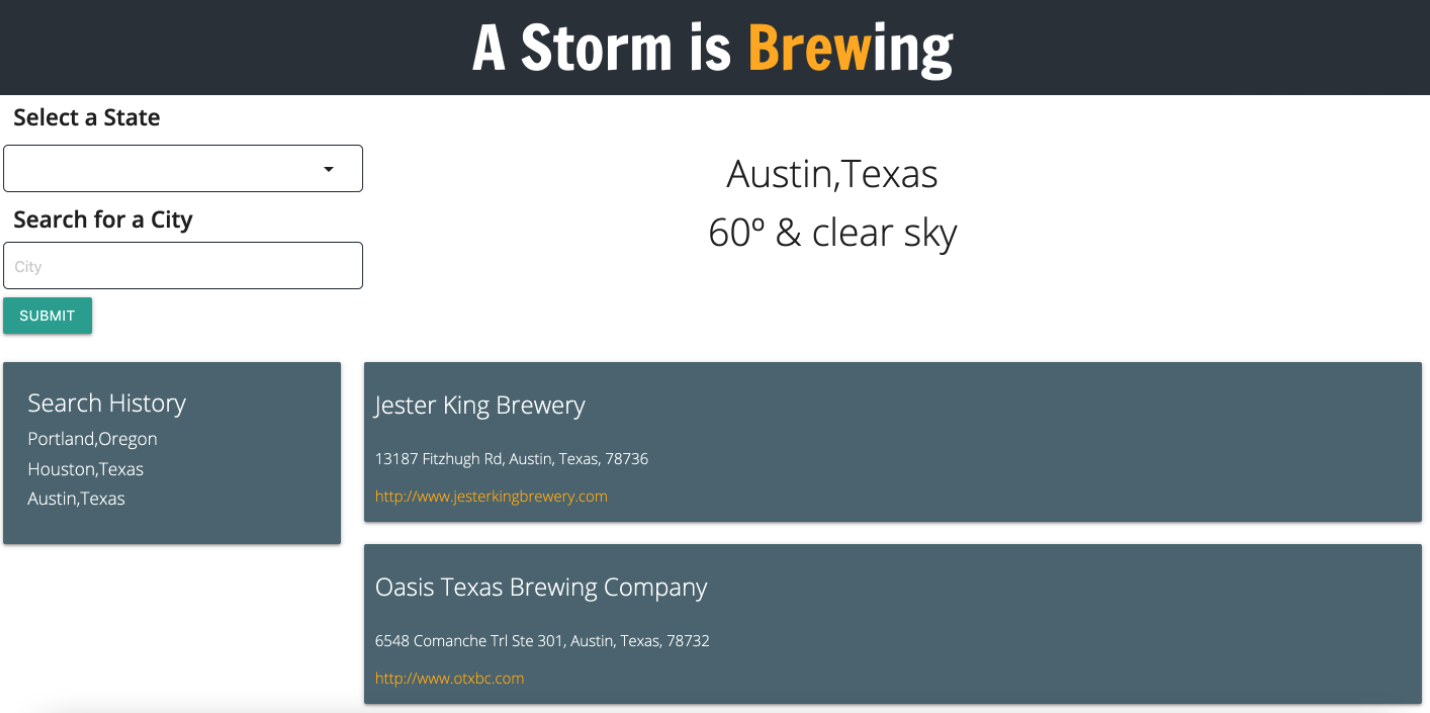 A Storm is Brewing
Select a State
Search for a City
City
SUBMIT
Austin,Texas
60º & clear sky
Search History
Portland,Oregon
Houston,Texas
Austin,Texas
Jester King Brewery
13187 Fitzhugh Rd, Austin, Texas, 78736
http://www.jesterkingbrewery.com
Oasis Texas Brewing Company
6548 Comanche Trl Ste 301, Austin, Texas, 78732
http://www.otxbc.com